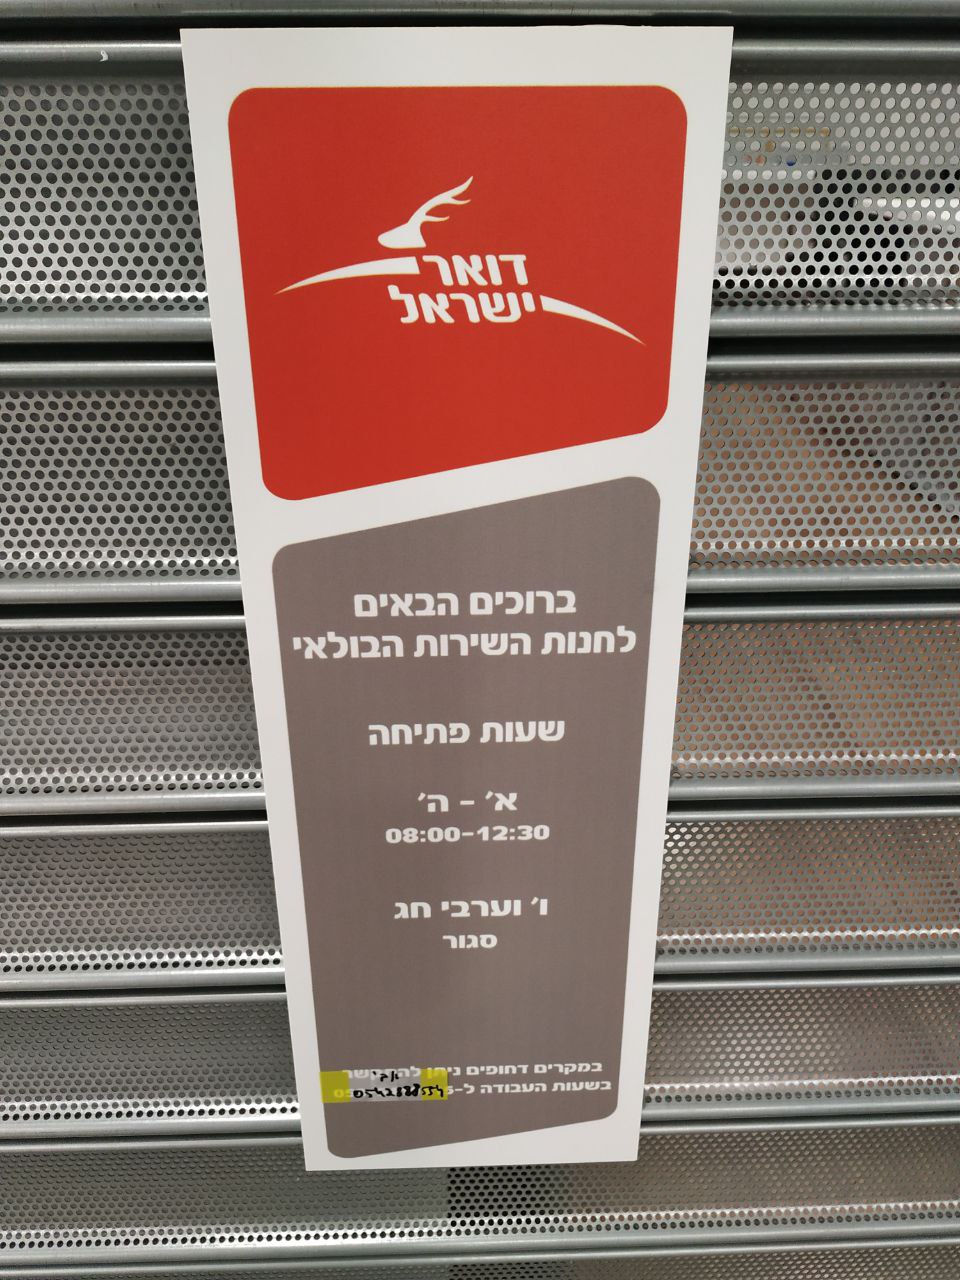 דואר
ישראל
ברוכים הבאים
לחנות השירות הבולאי
שעות פתיחה
א׳ - ה׳
08:00-12:30
ו׳ וערבי חג
סגור
במקרים דחופים ניתן
בשעות העבודה ל-